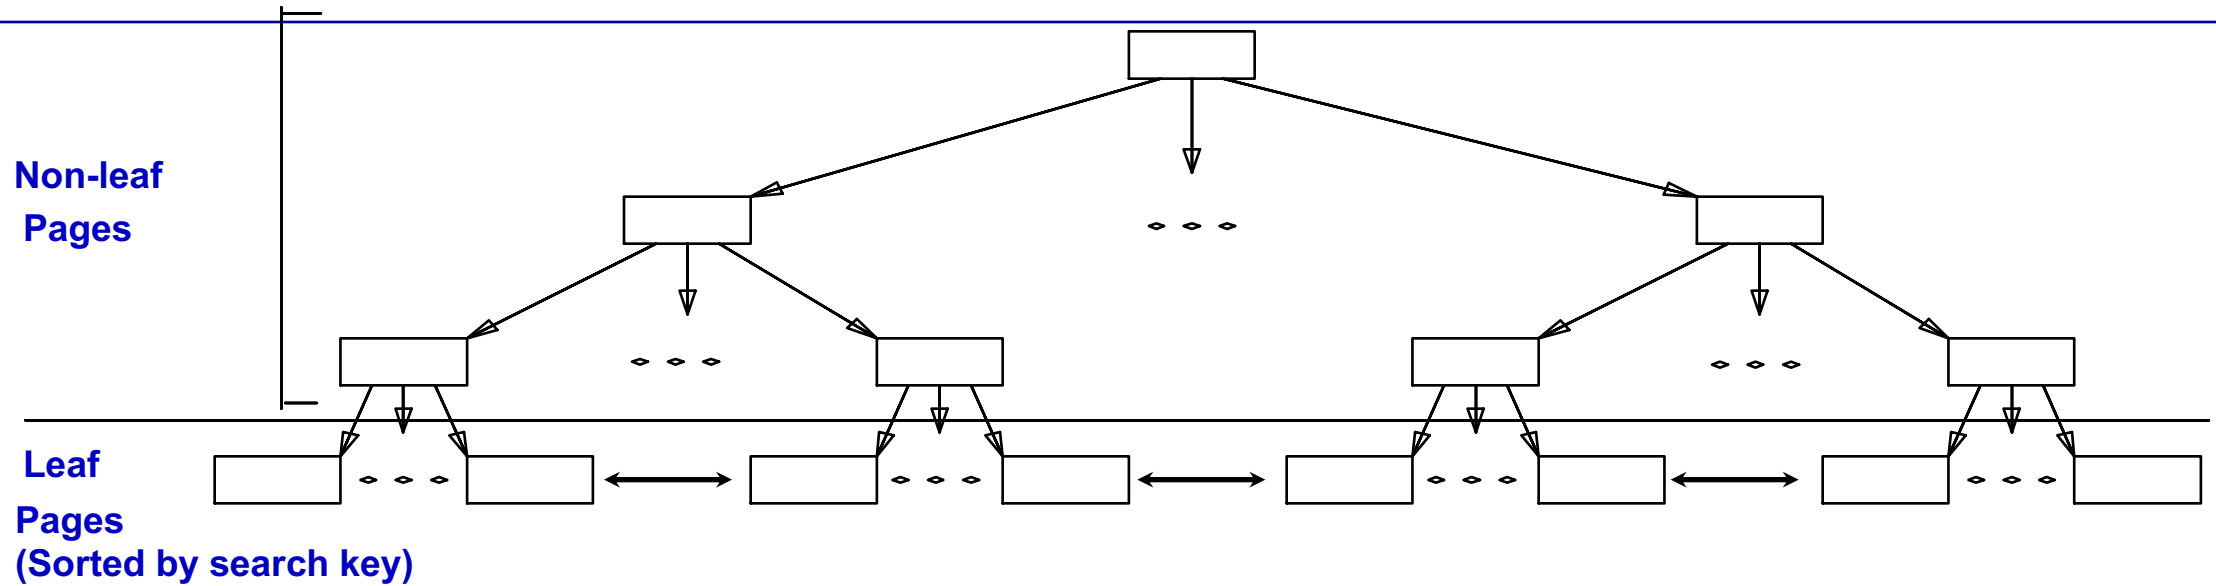 Non-leaf
Pages
Leaf
Pages
(Sorted by search key)